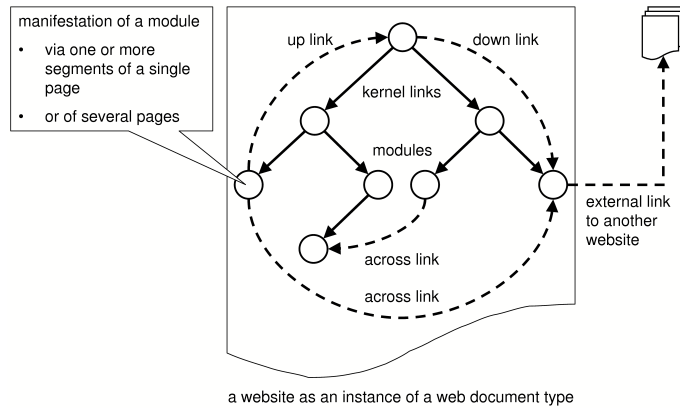 manifestation of a module
• via one or more
segments of a single
page
• or of several pages
up link
down link
kernel links
modules
external link
to another
website
across link
across link
a website as an instance of a web document type